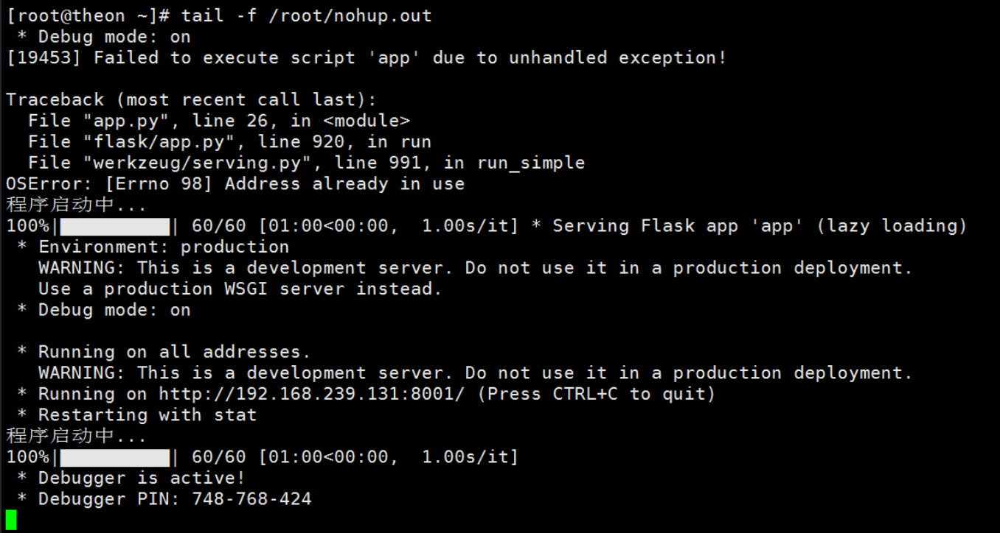 [root@theon ~]# tail -f /root/nohup.out
 * Debug mode: on
[19453] Failed to execute script 'app' due to unhandled exception!

Traceback (most recent call last):
  File "app.py", line 26, in <module>
  File "flask/app.py", line 920, in run
  File "werkzeug/serving.py", line 991, in run_simple
OSError: [Errno 98] Address already in use
程序启动中...
100%|██████████| 60/60 [01:00<00:00,  1.00s/it] * Serving Flask app 'app' (lazy loading)
 * Environment: production
   WARNING: This is a development server. Do not use it in a production deployment.
   Use a production WSGI server instead.
 * Debug mode: on

 * Running on all addresses.
   WARNING: This is a development server. Do not use it in a production deployment.
 * Running on http://192.168.239.131:8001/ (Press CTRL+C to quit)
 * Restarting with stat
程序启动中...
100%|██████████| 60/60 [01:00<00:00,  1.00s/it]
 * Debugger is active!
 * Debugger PIN: 748-768-424